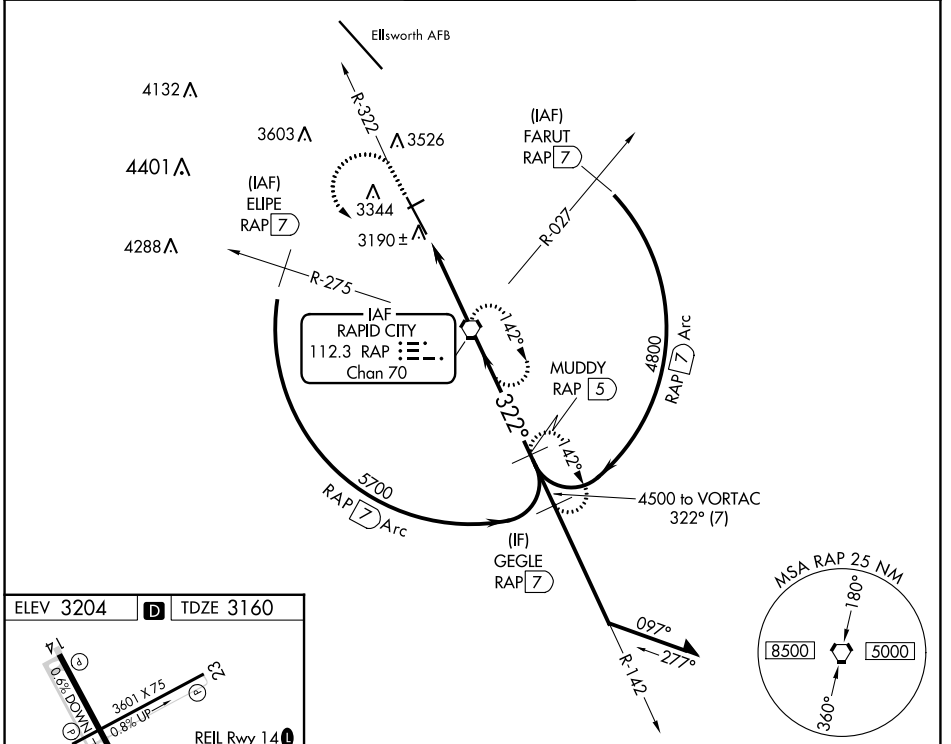 Ellsworth AFB
4132
R-322
3603
3526
(IAF)
FARUT
RAP 7
4401
(IAF)
ELIPE
RAP 7
3344
3190 ±
4288
R-027
R-275
IAF
RAPID CITY
112.3 RAP
Chan 70
142°
4800
RAP 7 Arc
MUDDY
RAP 5
322°
142°
5700
RAP 7 Arc
4500 to VORTAC
322° (7)
(IF)
GEGLE
RAP 7
097°
277°
R-142
MSA RAP 25 NM
180°
8500
5000
360°
ELEV 3204
D
TDZE 3160
14
P
0.6% DOWN
3601 X 75
0.8% UP
23
P
P
REIL Rwy 14 L